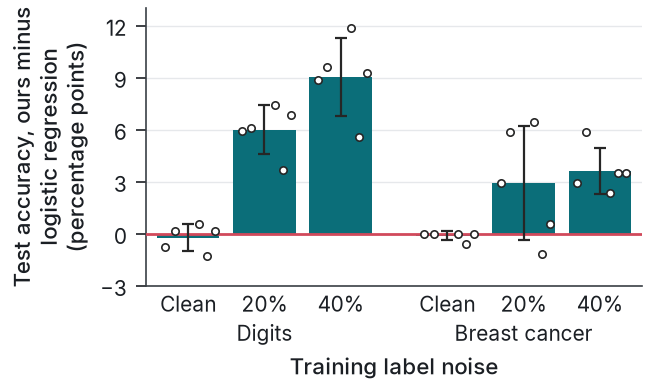 Test accuracy, ours minus
logistic regression
(percentage points)
12
9
6
3
0
−3
Clean 20% 40% Clean 20% 40%
Digits Breast cancer
Training label noise